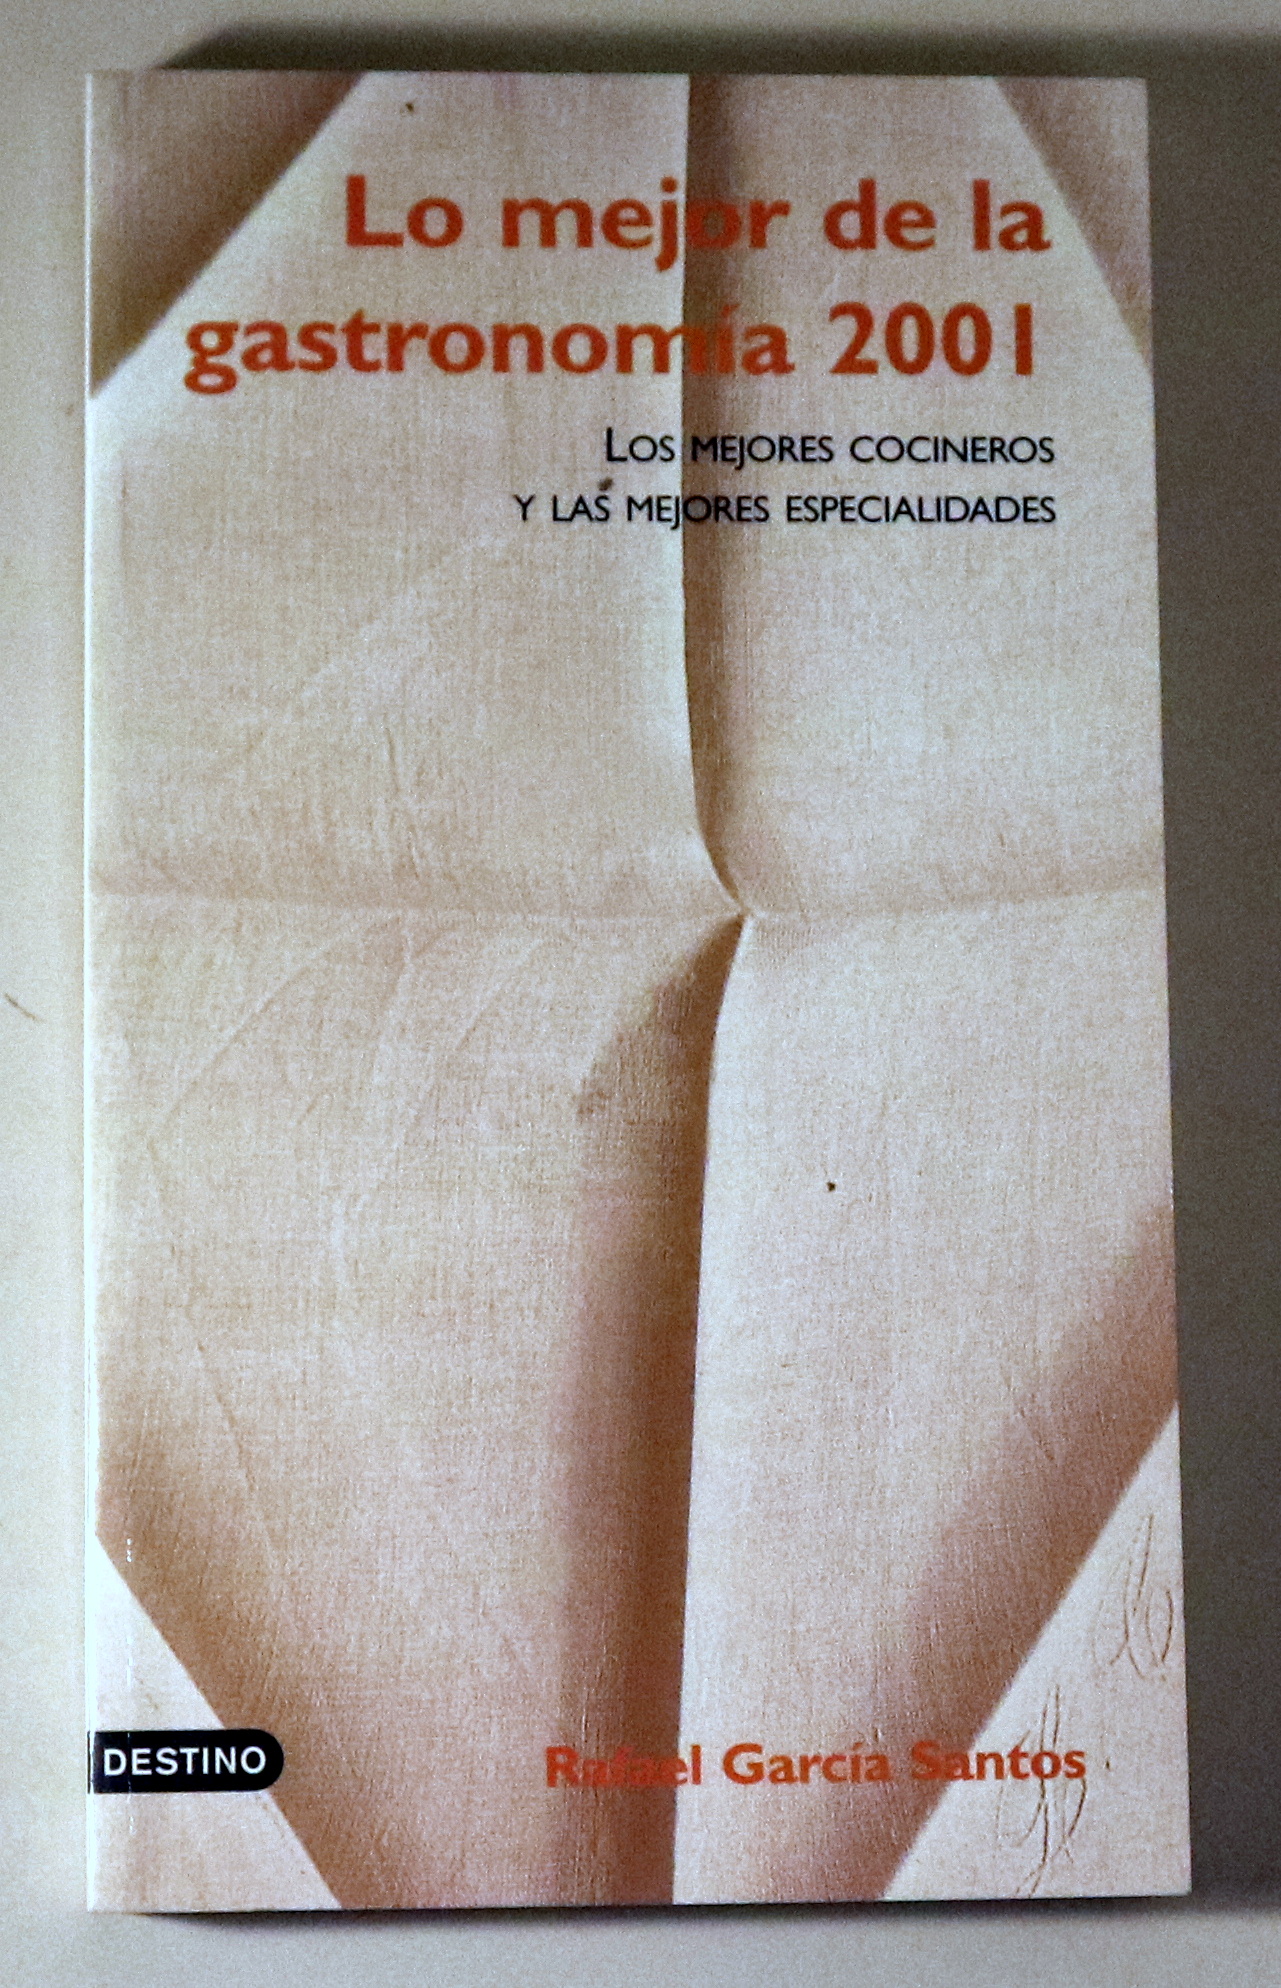 Lo mejor de la
gastronomía 2001
Los mejores cocineros
y las mejores especialidades
DESTINO
Rafael García Santos